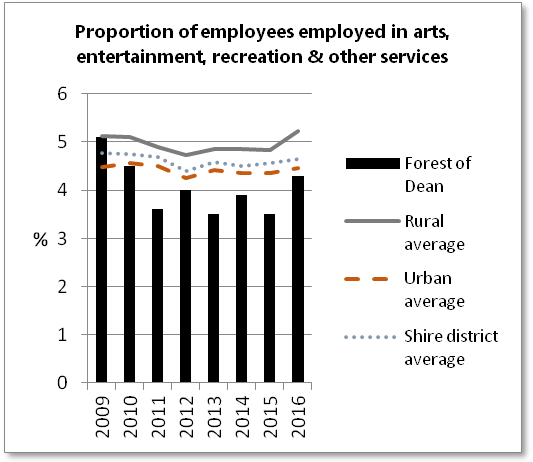 Proportion of employees employed in arts,
entertainment, recreation & other services
6
5
4
3
2
1
0
%
2009
2010
2011
2012
2013
2014
2015
2016
Forest of
Dean
Rural
average
Urban
average
Shire district
average